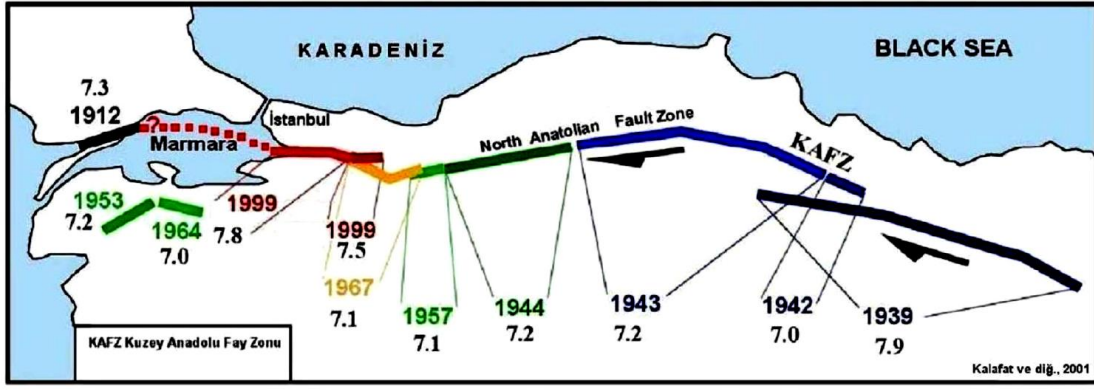 KARADENİZ
BLACK SEA
7.3
1912
?
İstanbul
Marmara
North Anatolian Fault Zone
KAFZ
1953
7.2
1964
7.0
1999
7.8
1999
7.5
1967
7.1
1957
7.1
1944
7.2
1943
7.2
1942
7.0
1939
7.9
KAFZ Kuzey Anadolu Fay Zonu
Kalafat ve diğ., 2001